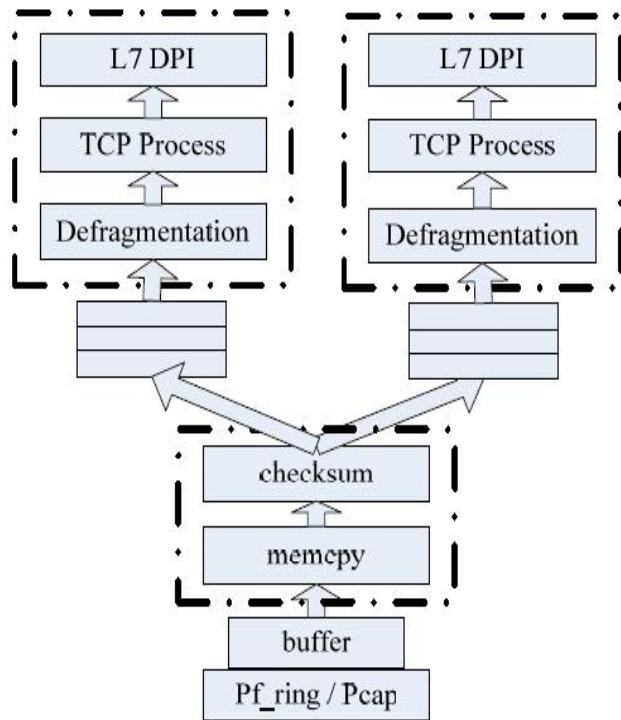 L7 DPI
TCP Process
Defragmentation
L7 DPI
TCP Process
Defragmentation
checksum
memcpy
buffer
Pf_ring / Pcap